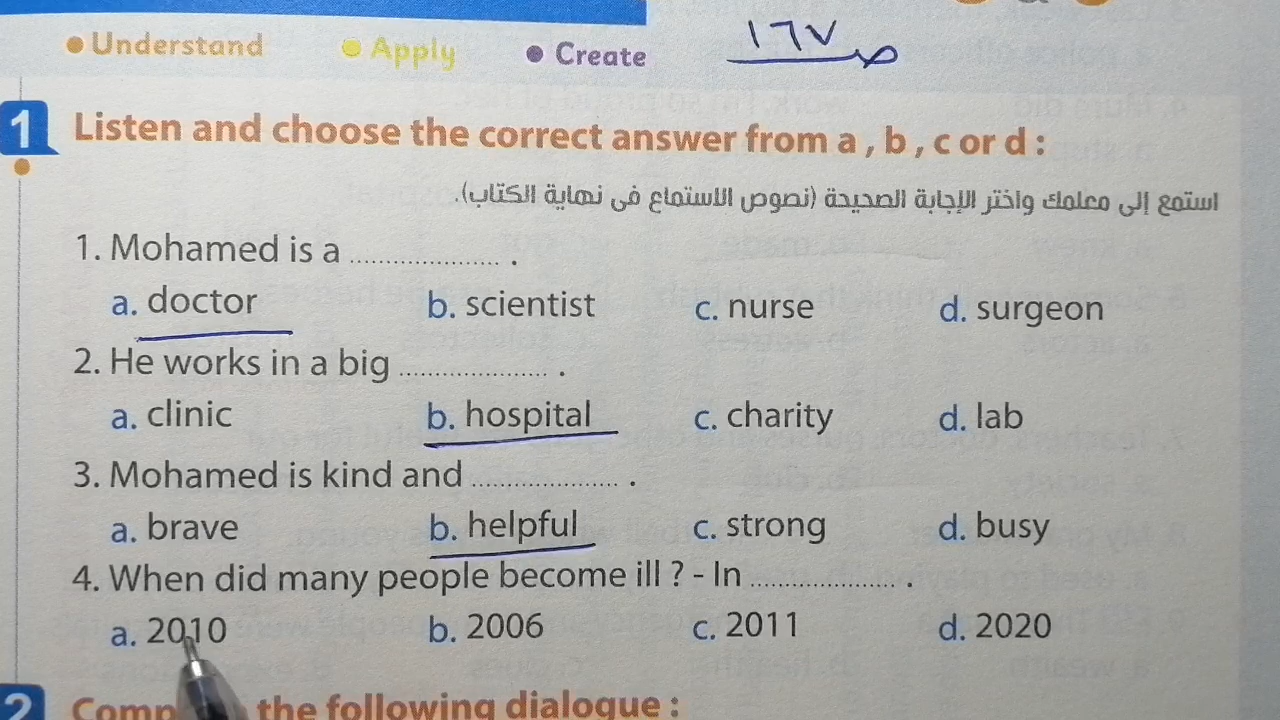 Understand Apply Create ص ١٦٧
1 Listen and choose the correct answer from a , b , c or d :
استمع إلى معلمك واختر الإجابة الصحيحة (نصوص الاستماع فى نهاية الكتاب).
1. Mohamed is a .................... .
a. doctor b. scientist c. nurse d. surgeon
2. He works in a big .................... .
a. clinic b. hospital c. charity d. lab
3. Mohamed is kind and .................... .
a. brave b. helpful c. strong d. busy
4. When did many people become ill ? - In .................... .
a. 2010 b. 2006 c. 2011 d. 2020
2 the following dialogue :